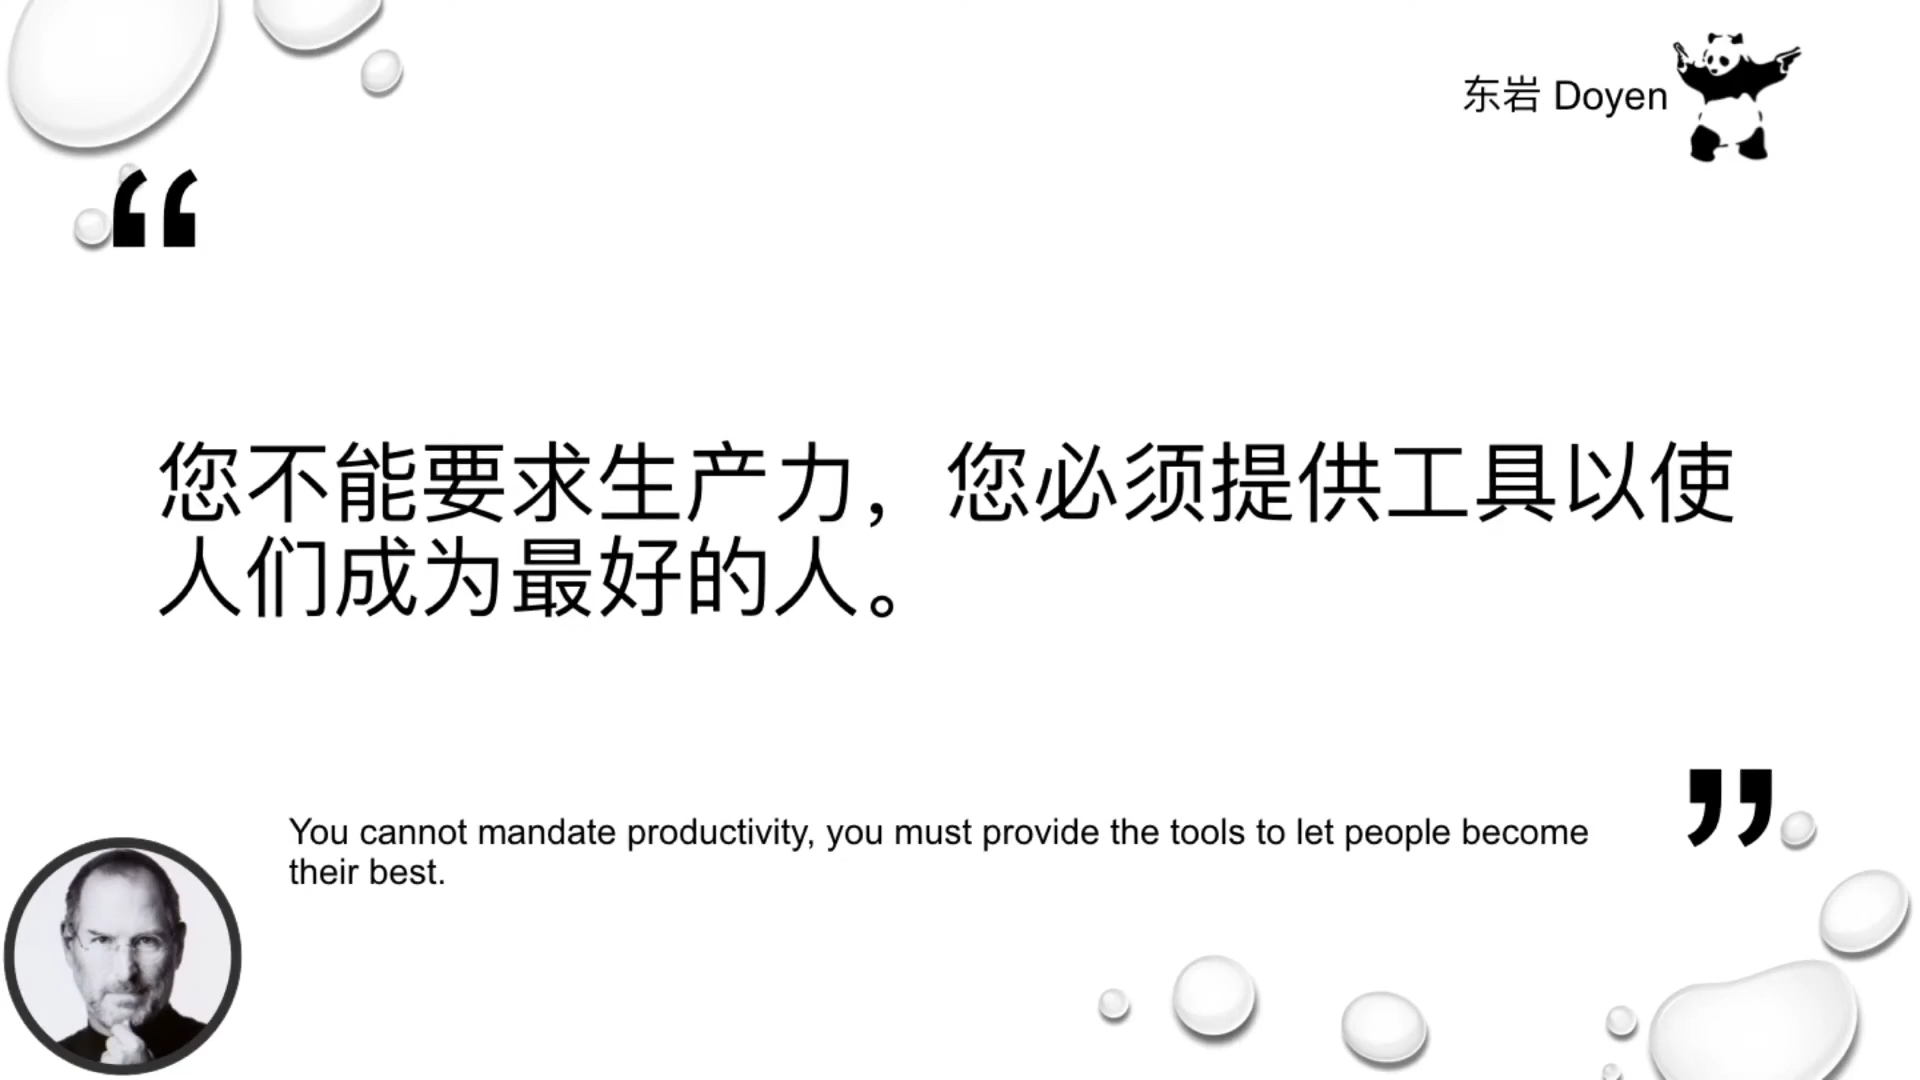 东岩 Doyen
“
您不能要求生产力，您必须提供工具以使
人们成为最好的人。
”
You cannot mandate productivity, you must provide the tools to let people become
their best.